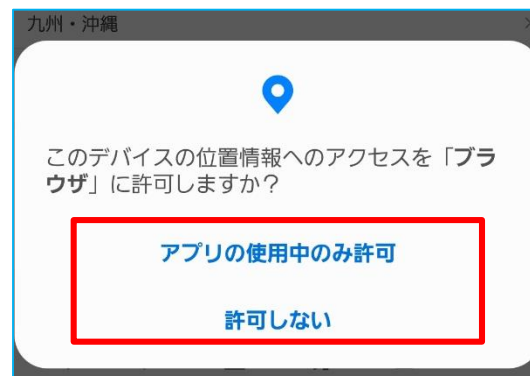 九州・沖縄
このデバイスの位置情報へのアクセスを「ブラ
ウザ」に許可しますか？
アプリの使用中のみ許可
許可しない